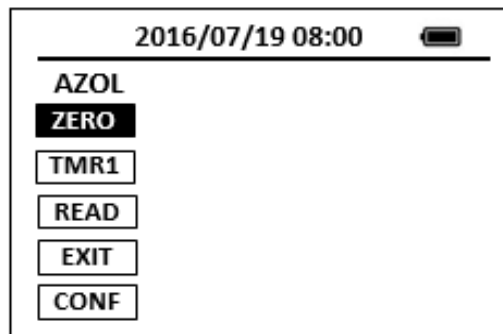 2016/07/19 08:00
AZOL
ZERO
TMR1
READ
EXIT
CONF